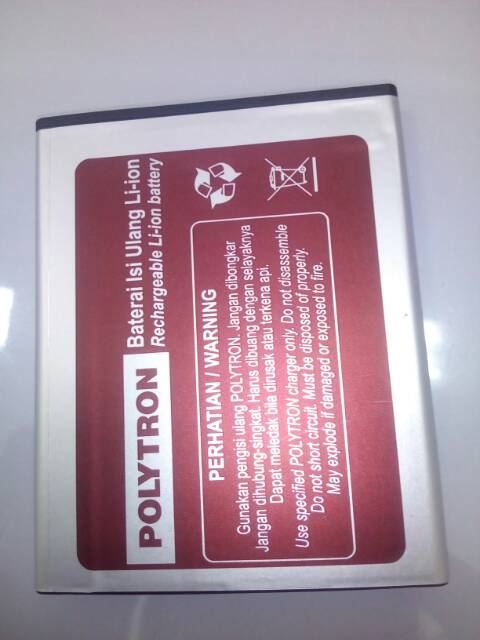 POLYTRON
Baterai Isi Ulang Li-ion
Rechargeable Li-ion battery
PERHATIAN / WARNING
Gunakan pengisi ulang POLYTRON. Jangan dibongkar
Jangan dihubung-singkat. Harus dibuang dengan selayaknya
Dapat meledak bila dirusak atau terkena api.
Use specified POLYTRON charger only. Do not disassemble
Do not short circuit. Must be disposed of properly.
May explode if damaged or exposed to fire.